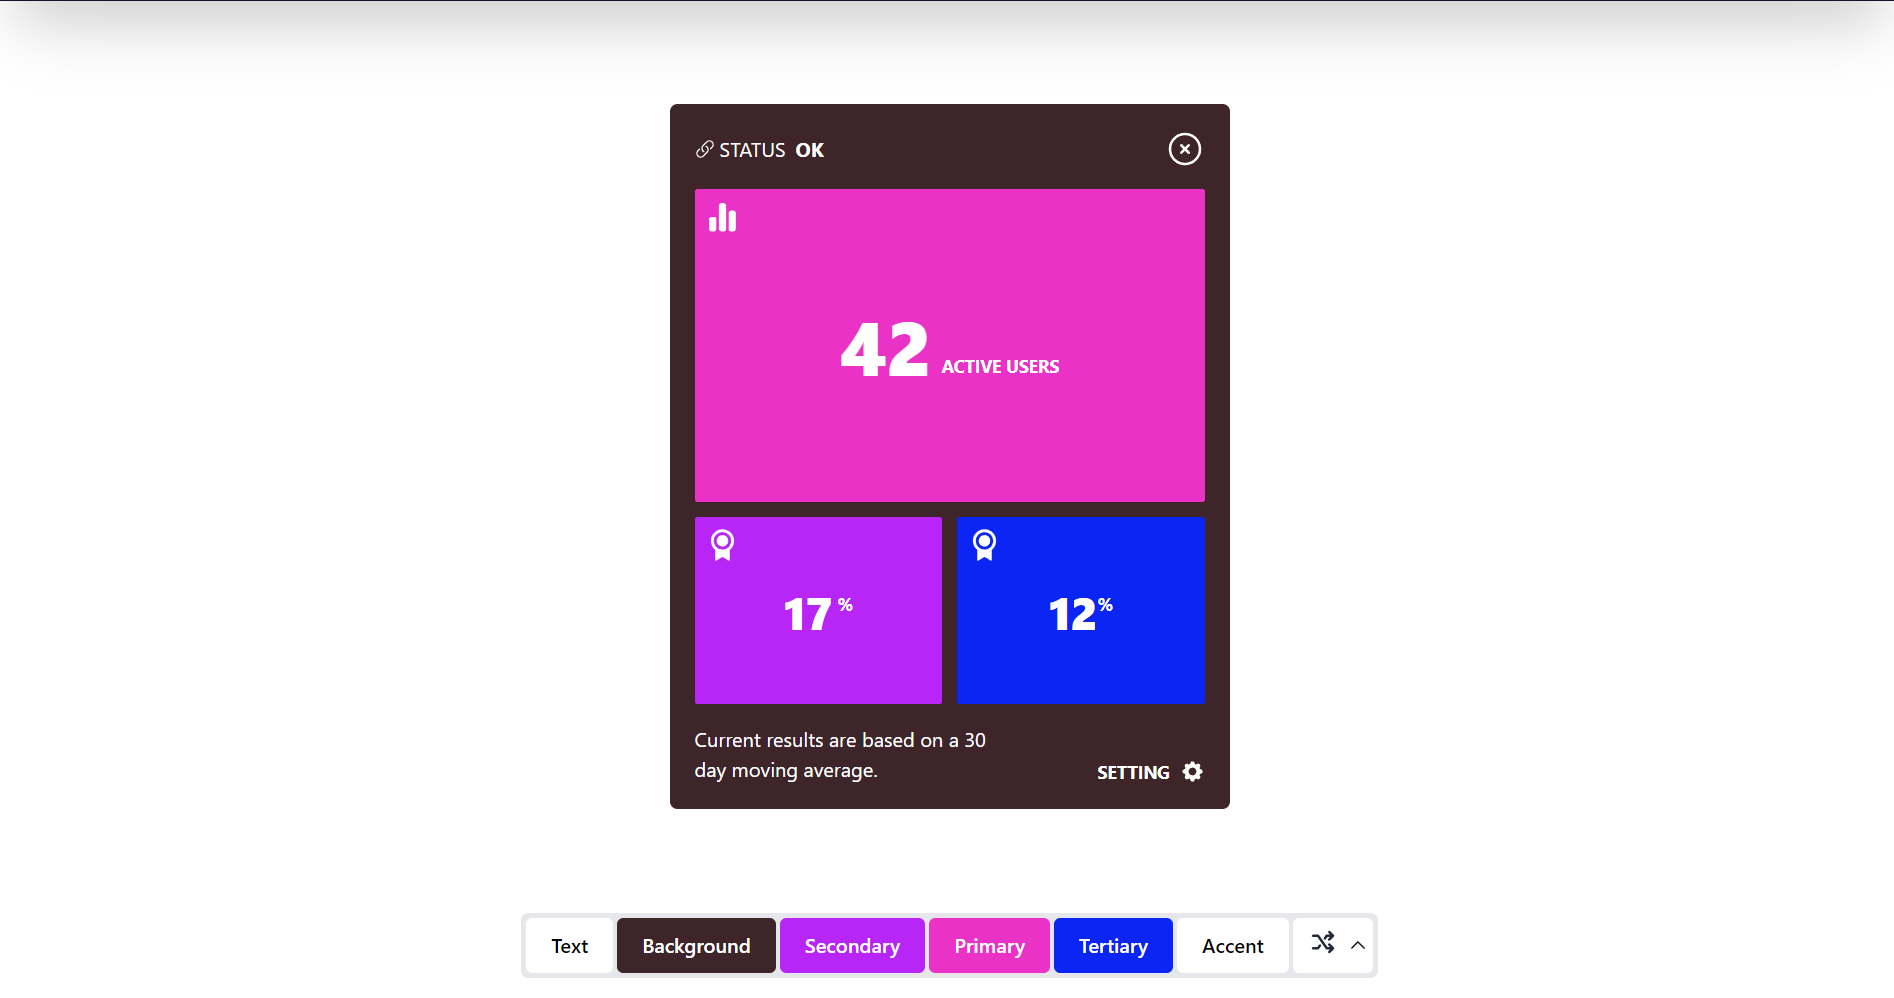 STATUS OK
42 ACTIVE USERS
17 %
12%
Current results are based on a 30
day moving average.
SETTING
Text Background Secondary Primary Tertiary Accent